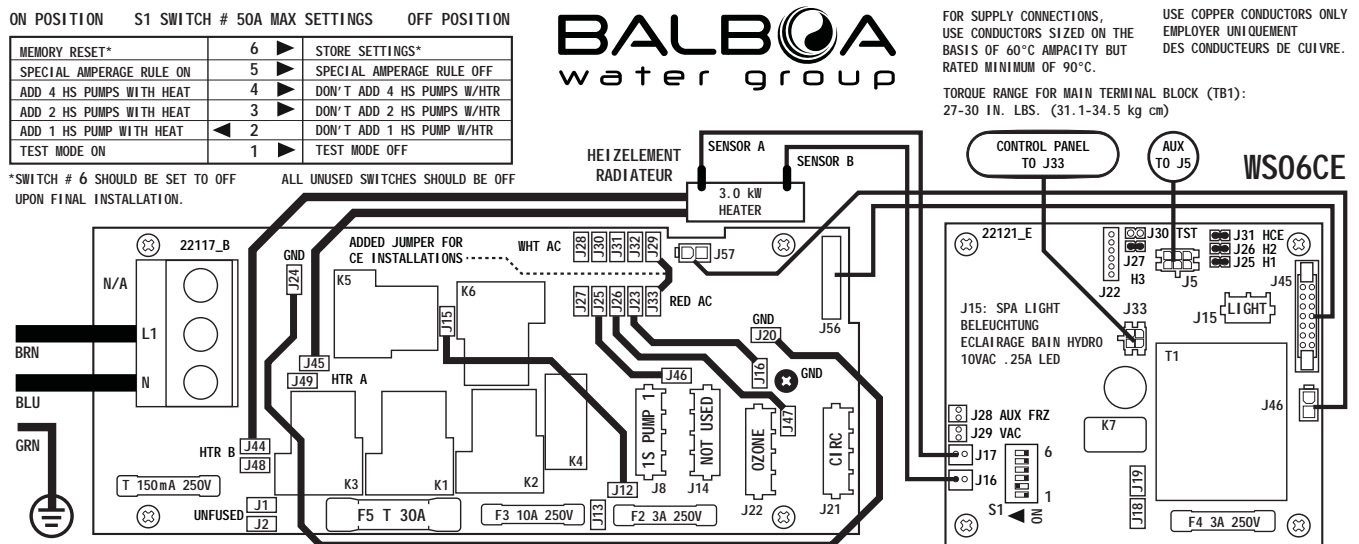 ON POSITION S1 SWITCH # 50A MAX SETTINGS OFF POSITION
MEMORY RESET* 6 STORE SETTINGS*
SPECIAL AMPERAGE RULE ON 5 SPECIAL AMPERAGE RULE OFF
ADD 4 HS PUMPS WITH HEAT 4 DON'T ADD 4 HS PUMPS W/HTR
ADD 2 HS PUMPS WITH HEAT 3 DON'T ADD 2 HS PUMPS W/HTR
ADD 1 HS PUMP WITH HEAT 2 DON'T ADD 1 HS PUMP W/HTR
TEST MODE ON 1 TEST MODE OFF
*SWITCH # 6 SHOULD BE SET TO OFF
UPON FINAL INSTALLATION.
ALL UNUSED SWITCHES SHOULD BE OFF
BALBOA
water group
FOR SUPPLY CONNECTIONS,
USE CONDUCTORS SIZED ON THE
BASIS OF 60°C AMPACITY BUT
RATED MINIMUM OF 90°C.
USE COPPER CONDUCTORS ONLY
EMPLOYER UNIQUEMENT
DES CONDUCTEURS DE CUIVRE.
TORQUE RANGE FOR MAIN TERMINAL BLOCK (TB1):
27-30 IN. LBS. (31.1-34.5 kg cm)
HEIZELEMENT
RADIATEUR
SENSOR A
SENSOR B
3.0 kW
HEATER
CONTROL PANEL
TO J33
AUX
TO J5
WS06CE
22117_B
N/A
L1
N
BRN
BLU
GRN
GND
J24
ADDED JUMPER FOR
CE INSTALLATIONS
WHT AC
J28
J30
J31
J32
J29
J57
K5
K6
J15
J27
J25
J26
J23
J33
RED AC
J56
GND
J20
J45
J49
HTR A
J46
J16
GND
J47
HTR B
J44
J48
K3
K1
K2
K4
J12
J13
1S PUMP 1
J8
NOT USED
J14
OZONE
J22
CIRC
J21
T 150mA 250V
UNFUSED
J1
J2
F5 T 30A
F3 10A 250V
F2 3A 250V
22121_E
J30 TST
J27
H3
J22
J5
J31 HCE
J26 H2
J25 H1
J45
J15: SPA LIGHT
BELEUCHTUNG
ECLAIRAGE BAIN HYDRO
10VAC .25A LED
J33
J15
LIGHT
T1
J46
K7
J28 AUX FRZ
J29 VAC
J17
J16
6
1
S1
ON
J19
J18
F4 3A 250V